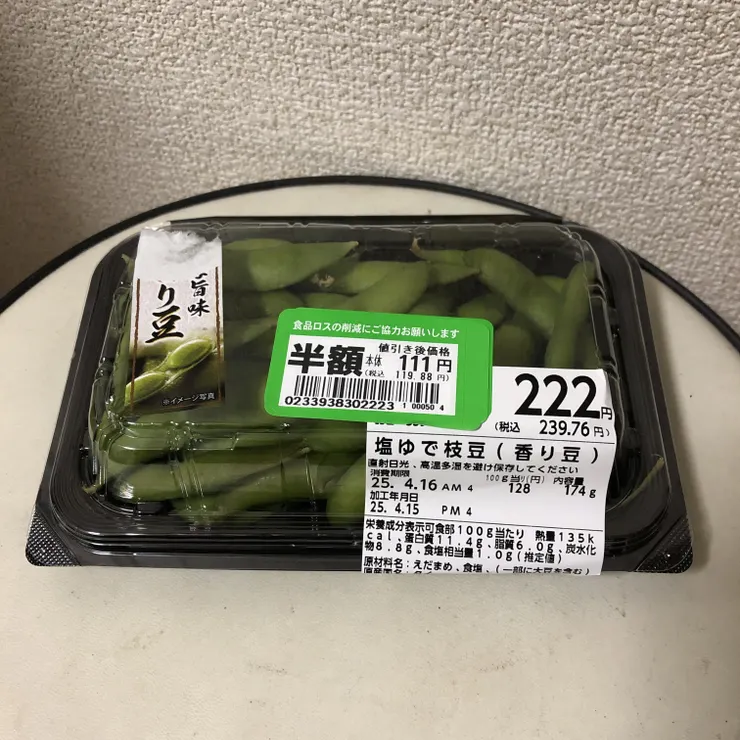 旨味
り豆
※イメージ写真
食品ロスの削減にご協力お願いします
半額
値引き後価格
本体 111円
(税込 119.88 円)
0233938302223 1 00050 4
222円
(税込 239.76 円)
塩ゆで枝豆(香り豆)
直射日光、高温多湿を避け保存してください
消費期限 100g当り(円) 内容量
25. 4.16 AM 4 128 174g
加工年月日
25. 4.15 PM 4
栄養成分表示可食部100g当たり 熱量135k
cal、蛋白質11.4g、脂質6.0g、炭水化
物8.8g、食塩相当量1.0g(推定値)
原材料名:えだまめ、食塩、(一部に大豆を含む)